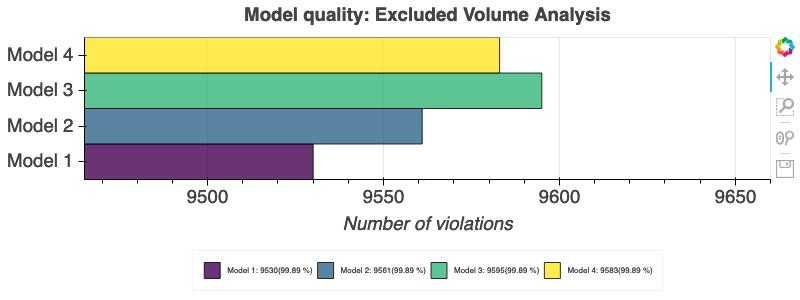 Model quality: Excluded Volume Analysis
Model 4
Model 3
Model 2
Model 1
9500 9550 9600 9650
Number of violations
Model 1: 9530(99.89 %) Model 2: 9561(99.89 %) Model 3: 9595(99.89 %) Model 4: 9583(99.89 %)